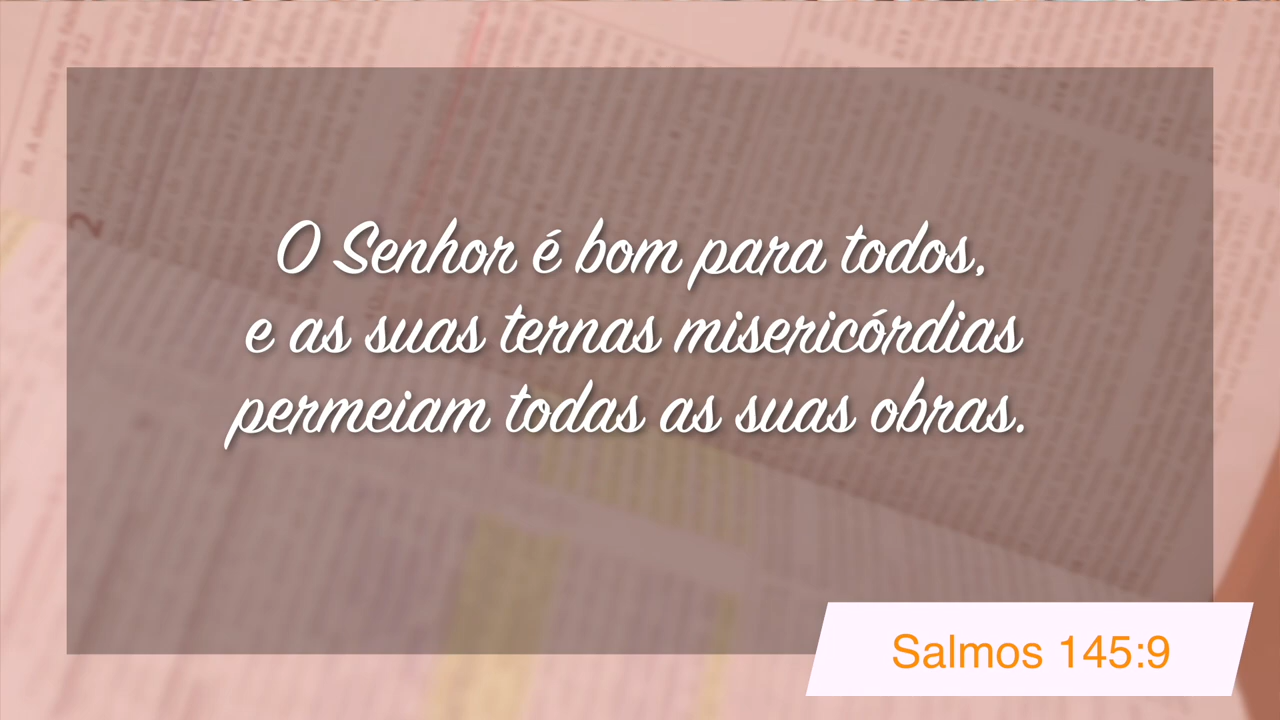 O Senhor é bom para todos,
e as suas ternas misericórdias
permeiam todas as suas obras.
Salmos 145:9